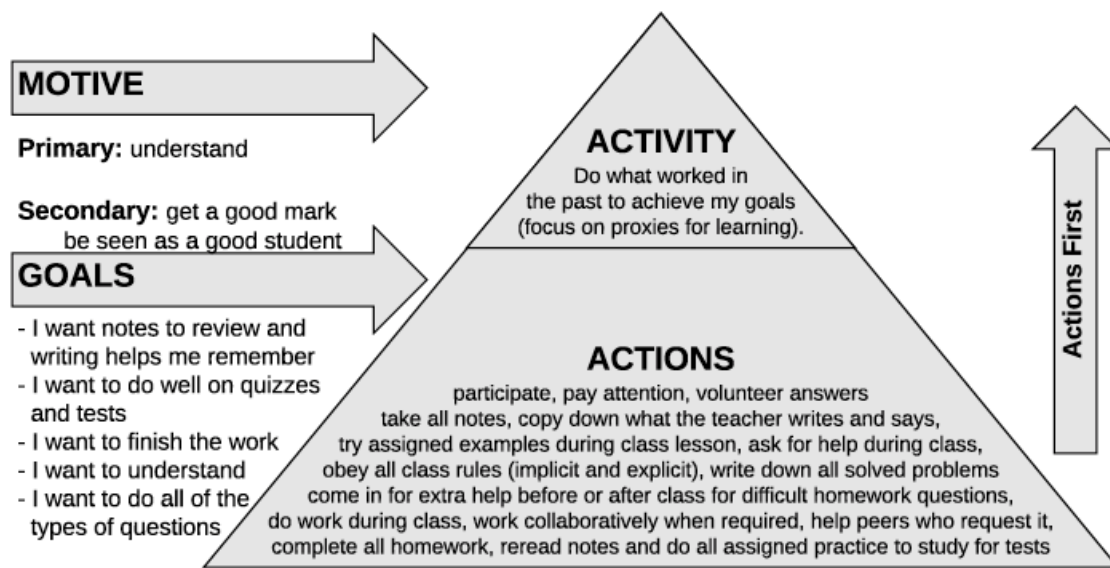 MOTIVE
Primary: understand
Secondary: get a good mark
be seen as a good student
GOALS
- I want notes to review and
writing helps me remember
- I want to do well on quizzes
and tests
- I want to finish the work
- I want to understand
- I want to do all of the
types of questions
ACTIVITY
Do what worked in
the past to achieve my goals
(focus on proxies for learning).
ACTIONS
participate, pay attention, volunteer answers
take all notes, copy down what the teacher writes and says,
try assigned examples during class lesson, ask for help during class,
obey all class rules (implicit and explicit), write down all solved problems
come in for extra help before or after class for difficult homework questions,
do work during class, work collaboratively when required, help peers who request it,
complete all homework, reread notes and do all assigned practice to study for tests
Actions First